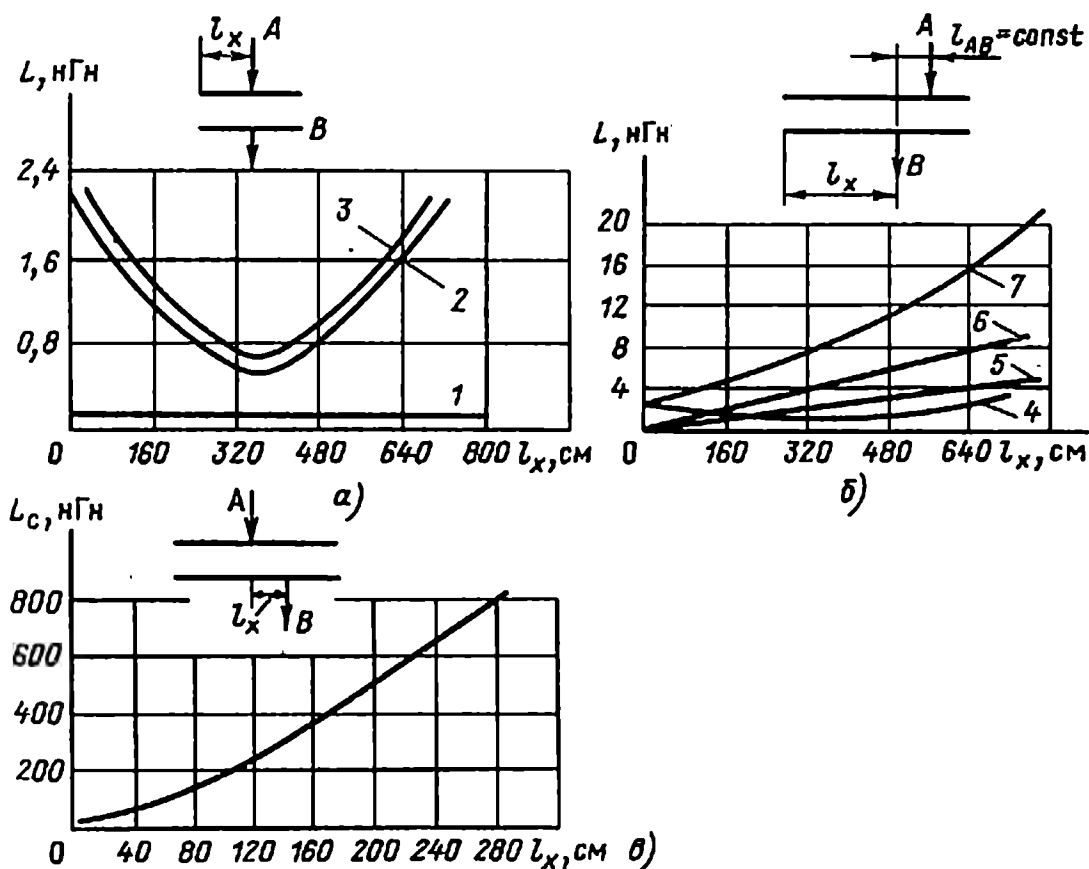 l_x A
L, нГн
B
2,4
1,6
0,8
3
2
1
0 160 320 480 640 800 l_x, см
а)
A l_AB=const
L, нГн
B
l_x
20
16
12
8
4
7
6
5
4
0 160 320 480 640 l_x, см
б)
L_c, нГн
A
l_x B
800
600
400
200
0 40 80 120 160 200 240 280 l_x, см в)